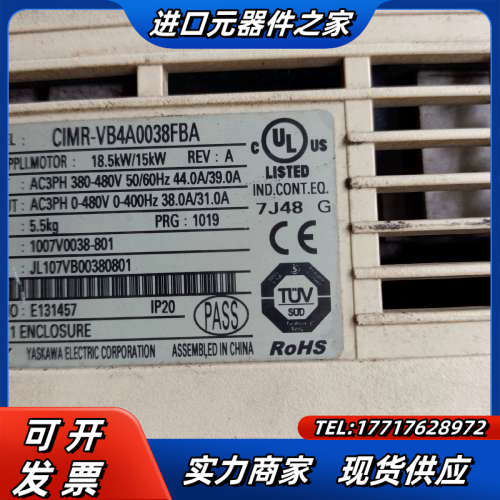 进口元器件之家
EL : CIMR-VB4A0038FBA
APPLI.MOTOR : 18.5kW/15kW REV : A
: AC3PH 380-480V 50/60Hz 44.0A/39.0A
UT : AC3PH 0-480V 0-400Hz 38.0A/31.0A
: 5.5kg PRG : 1019
: 1007V0038-801
: JL107VB00380801
O : E131457 IP20
1 ENCLOSURE
PASS
YASKAWA ELECTRIC CORPORATION ASSEMBLED IN CHINA
C UL US
LISTED
IND.CONT.EQ.
7J48 G
TÜV
SÜD
RoHS
TEL:17717628972
可开
发票
实力商家 现货供应